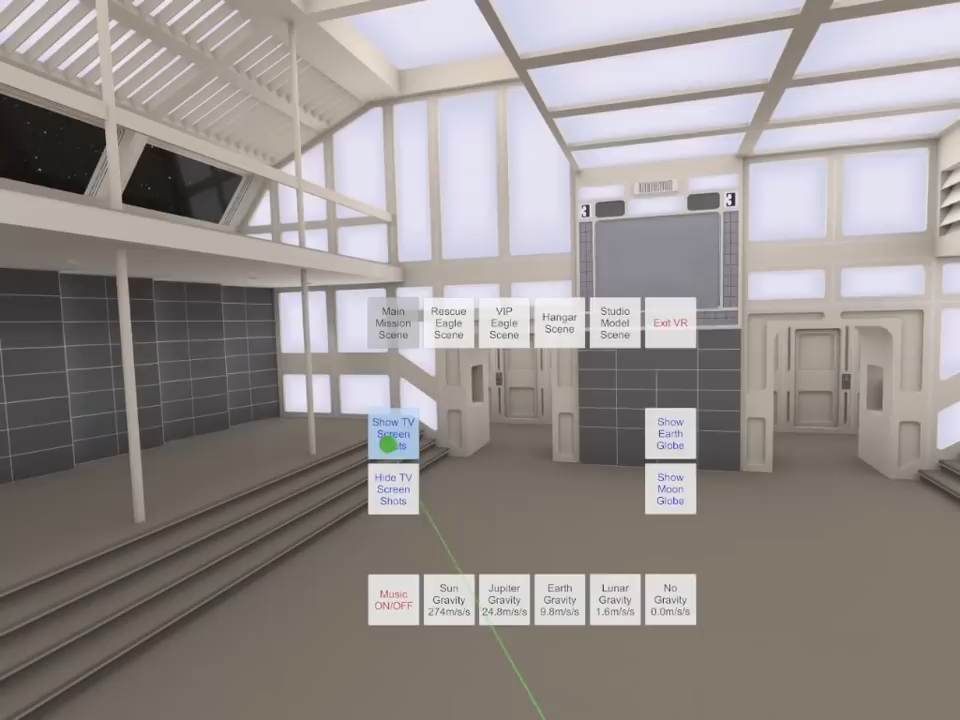 3
3
Main
Mission
Scene
Rescue
Eagle
Scene
VIP
Eagle
Scene
Hangar
Scene
Studio
Model
Scene
Exit VR
Show TV
Screen
Show
Earth
Globe
Hide TV
Screen
Shots
Show
Moon
Globe
Music
ON/OFF
Sun
Gravity
274m/s/s
Jupiter
Gravity
24.8m/s/s
Earth
Gravity
9.8m/s/s
Lunar
Gravity
1.6m/s/s
No
Gravity
0.0m/s/s